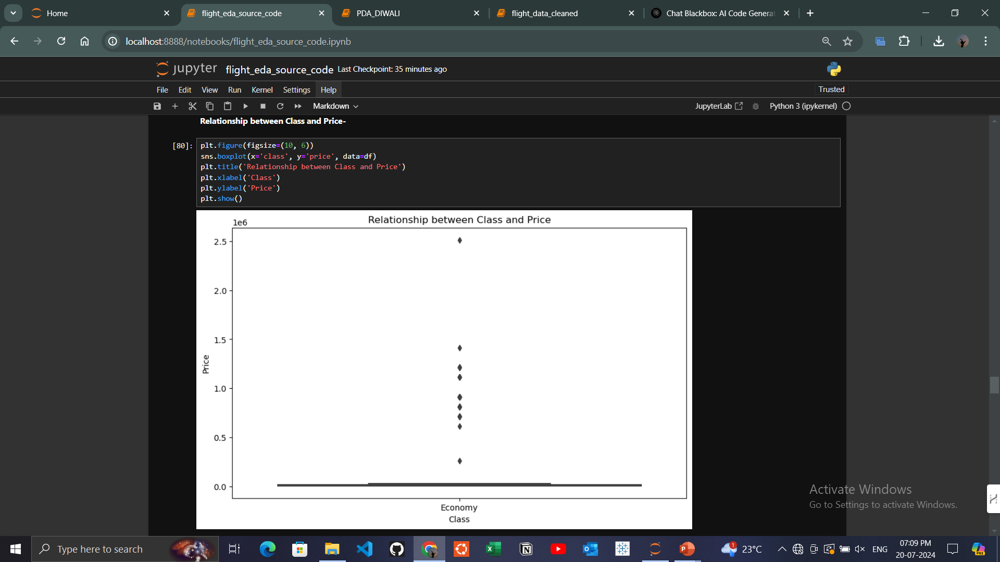 Home
flight_eda_source_code
PDA_DIWALI
flight_data_cleaned
Chat Blackbox: AI Code Generat
localhost:8888/notebooks/flight_eda_source_code.ipynb
jupyter flight_eda_source_code Last Checkpoint: 35 minutes ago
File Edit View Run Kernel Settings Help Trusted
Markdown JupyterLab Python 3 (ipykernel)
Relationship between Class and Price-
[80]: plt.figure(figsize=(10, 6))
sns.boxplot(x='class', y='price', data=df)
plt.title('Relationship between Class and Price')
plt.xlabel('Class')
plt.ylabel('Price')
plt.show()
Relationship between Class and Price
1e6
2.5
2.0
1.5
Price
1.0
0.5
0.0
Economy
Class
Activate Windows
Go to Settings to activate Windows.
Type here to search
1
23°C
ENG
07:09 PM
20-07-2024
PRE